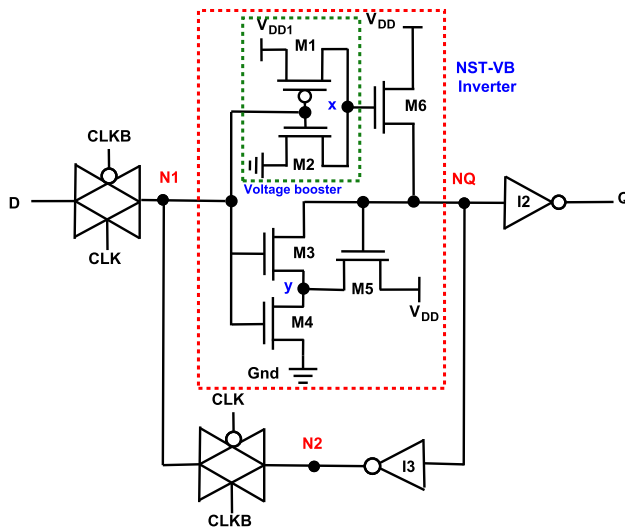 VDD1
VDD
M1
NST-VB
Inverter
x
M6
CLKB
M2
N1
Voltage booster
NQ
D
I2
Q
CLK
M3
y
M5
M4
VDD
Gnd
CLK
N2
I3
CLKB